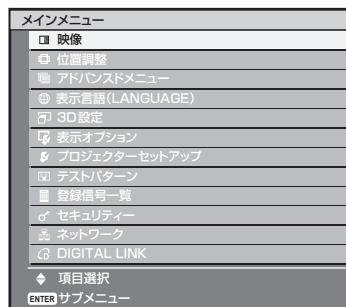 メインメニュー
映像
位置調整
アドバンスドメニュー
表示言語(LANGUAGE)
3D設定
表示オプション
プロジェクターセットアップ
テストパターン
登録信号一覧
セキュリティー
ネットワーク
DIGITAL LINK
項目選択
ENTER サブメニュー